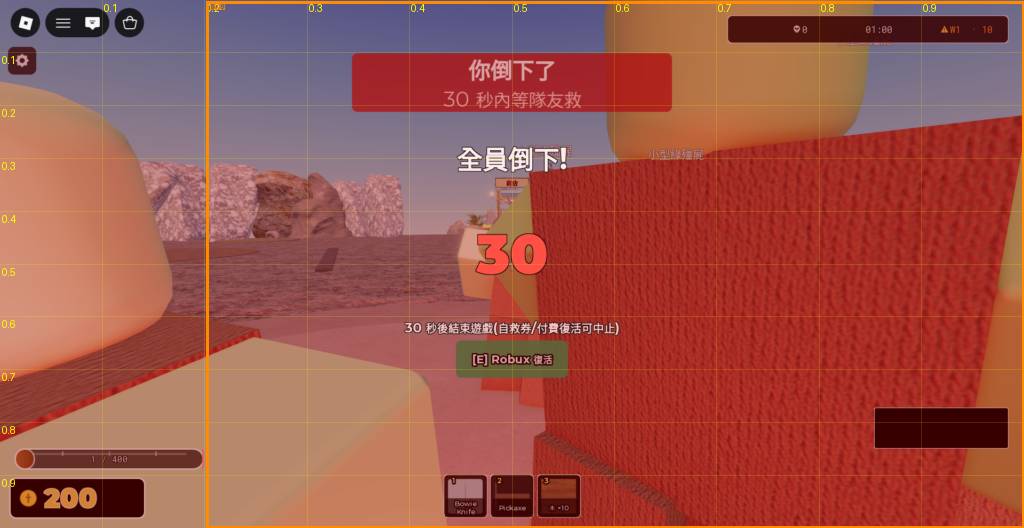 0
01:00
W1 · 10
你倒下了
30 秒內等隊友救
全員倒下!
小型綠殭屍
30
30 秒後結束遊戲(自救券/付費復活可中止)
[E] Robux 復活
1 / 400
200
1
Bowie Knife
2
Pickaxe
3
+10